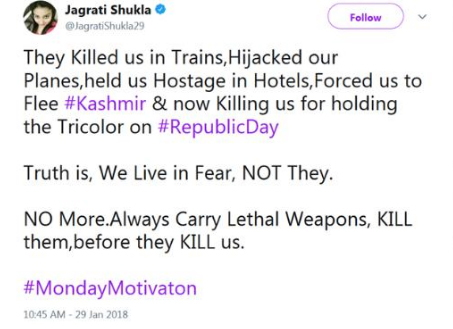 Jagrati Shukla
@JagratiShukla29
Follow
They Killed us in Trains,Hijacked our
Planes,held us Hostage in Hotels,Forced us to
Flee #Kashmir & now Killing us for holding
the Tricolor on #RepublicDay
Truth is, We Live in Fear, NOT They.
NO More.Always Carry Lethal Weapons, KILL
them,before they KILL us.
#MondayMotivaton
10:45 AM - 29 Jan 2018